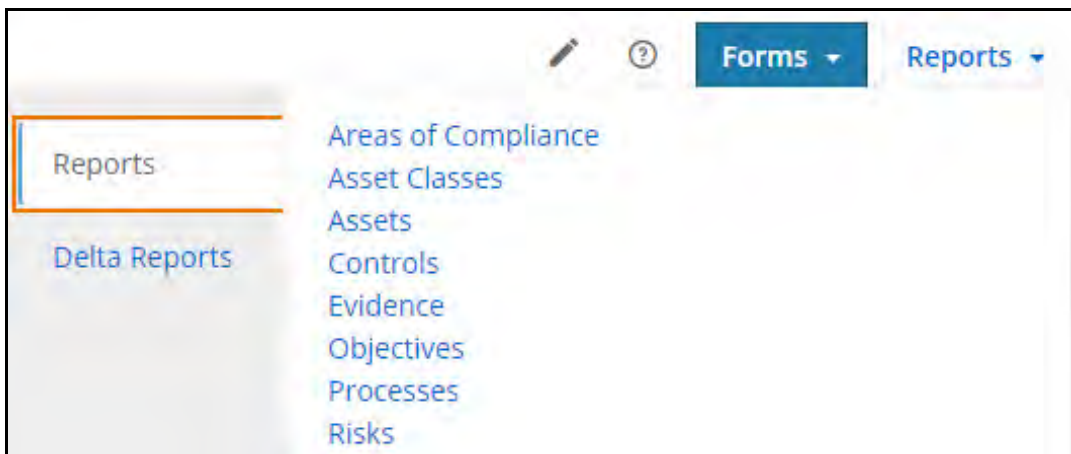 Forms Reports
Reports
Delta Reports
Areas of Compliance
Asset Classes
Assets
Controls
Evidence
Objectives
Processes
Risks